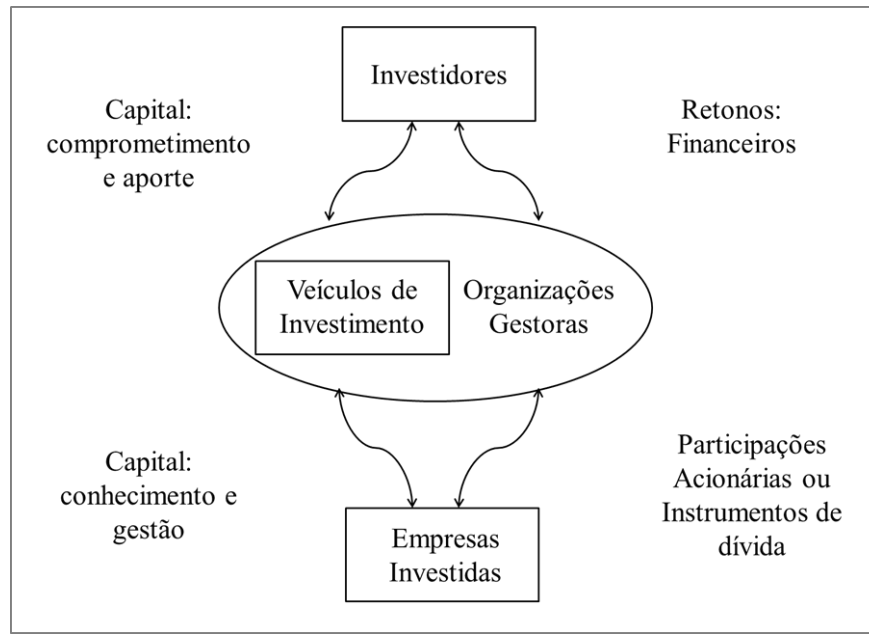 Investidores
Capital:
comprometimento
e aporte
Retonos:
Financeiros
Veículos de
Investimento
Organizações
Gestoras
Capital:
conhecimento e
gestão
Participações
Acionárias ou
Instrumentos de
dívida
Empresas
Investidas